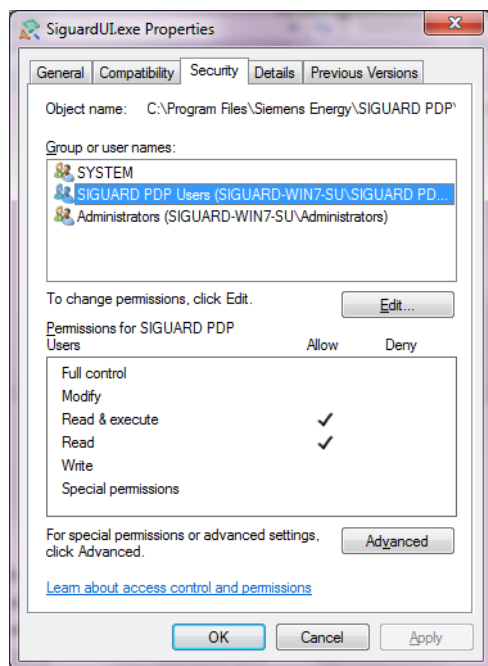 SiguardUI.exe Properties
General Compatibility Security Details Previous Versions
Object name: C:\Program Files\Siemens Energy\SIGUARD PDP\
Group or user names:
SYSTEM
SIGUARD PDP Users (SIGUARD-WIN7-SU\SIGUARD PD...
Administrators (SIGUARD-WIN7-SU\Administrators)
To change permissions, click Edit.
Edit...
Permissions for SIGUARD PDP
Users Allow Deny
Full control
Modify
Read & execute
Read
Write
Special permissions
For special permissions or advanced settings,
click Advanced.
Advanced
Learn about access control and permissions
OK Cancel Apply